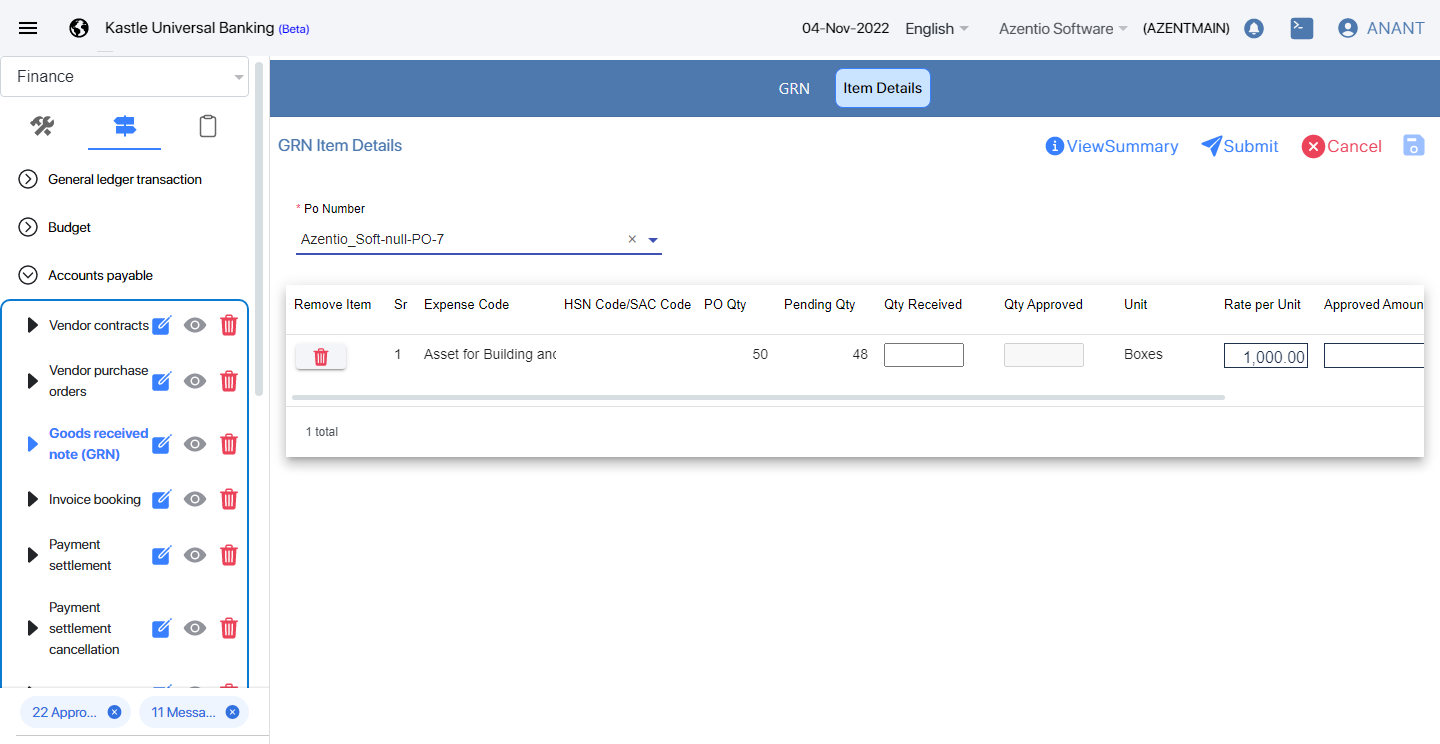 Kastle Universal Banking (Beta)
04-Nov-2022 English Azentio Software (AZENTMAIN) ANANT
Finance
General ledger transaction
Budget
Accounts payable
Vendor contracts
Vendor purchase
orders
Goods received
note (GRN)
Invoice booking
Payment
settlement
Payment
settlement
cancellation
22 Appro... 11 Messa...
GRN Item Details
GRN Item Details
ViewSummary Submit Cancel
* Po Number
Azentio_Soft-null-PO-7 ×
Remove Item Sr Expense Code HSN Code/SAC Code PO Qty Pending Qty Qty Received Qty Approved Unit Rate per Unit Approved Amoun
1 Asset for Building and 50 48 Boxes 1,000.00
1 total